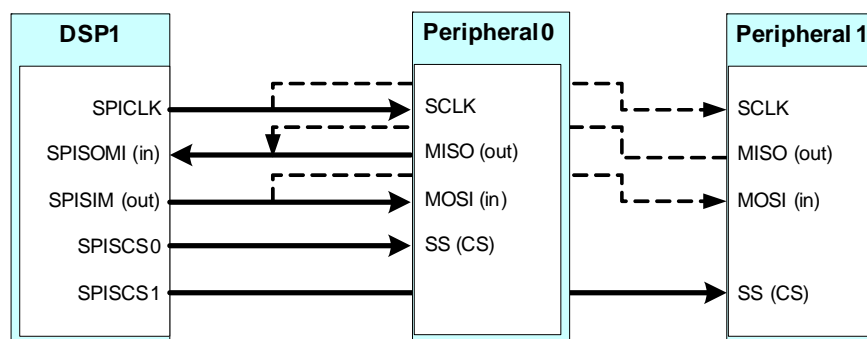 DSP1
Peripheral 0
Peripheral 1
SPICLK
SCLK
SCLK
SPISOMI (in)
MISO (out)
MISO (out)
SPISIM (out)
MOSI (in)
MOSI (in)
SPISCS0
SS (CS)
SPISCS1
SS (CS)